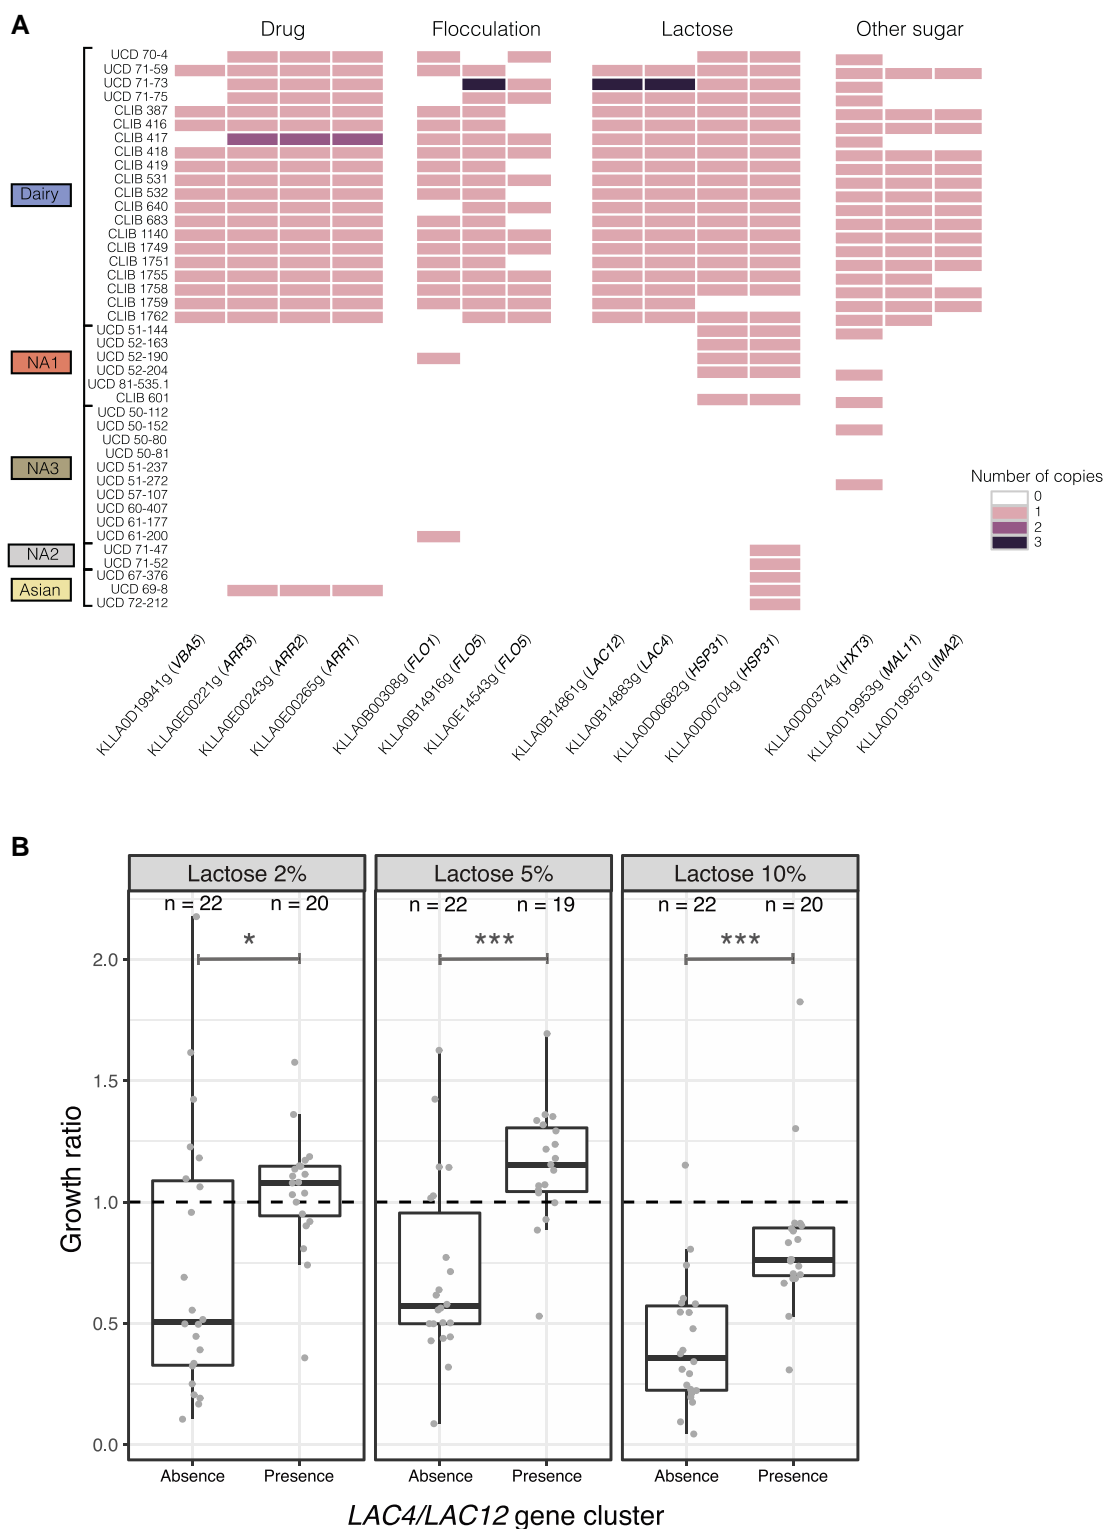 A
Drug Flocculation Lactose Other sugar
UCD 70-4
UCD 71-59
UCD 71-73
UCD 71-75
CLIB 387
CLIB 416
CLIB 417
CLIB 418
CLIB 419
CLIB 531
CLIB 532
CLIB 640
CLIB 683
CLIB 1140
CLIB 1749
CLIB 1751
CLIB 1755
CLIB 1758
CLIB 1759
CLIB 1762
UCD 51-144
UCD 52-163
UCD 52-190
UCD 52-204
UCD 81-535.1
CLIB 601
UCD 50-112
UCD 50-152
UCD 50-80
UCD 50-81
UCD 51-237
UCD 51-272
UCD 57-107
UCD 60-407
UCD 61-177
UCD 61-200
UCD 71-47
UCD 71-52
UCD 67-376
UCD 69-8
UCD 72-212
Dairy
NA1
NA3
NA2
Asian
Number of copies
0
1
2
3
KLLA0D19941g (VBA5)
KLLA0E00221g (ARR3)
KLLA0E00243g (ARR2)
KLLA0E00265g (ARR1)
KLLA0B00308g (FLO1)
KLLA0B14916g (FLO5)
KLLA0E14543g (FLO5)
KLLA0B14861g (LAC12)
KLLA0B14883g (LAC4)
KLLA0D00682g (HSP31)
KLLA0D00704g (HSP31)
KLLA0D00374g (HXT3)
KLLA0D19953g (MAL11)
KLLA0D19957g (IMA2)
B
Lactose 2% Lactose 5% Lactose 10%
n = 22 n = 20 n = 22 n = 19 n = 22 n = 20
* *** ***
2.0
1.5
1.0
0.5
0.0
Growth ratio
Absence Presence Absence Presence Absence Presence
LAC4/LAC12 gene cluster